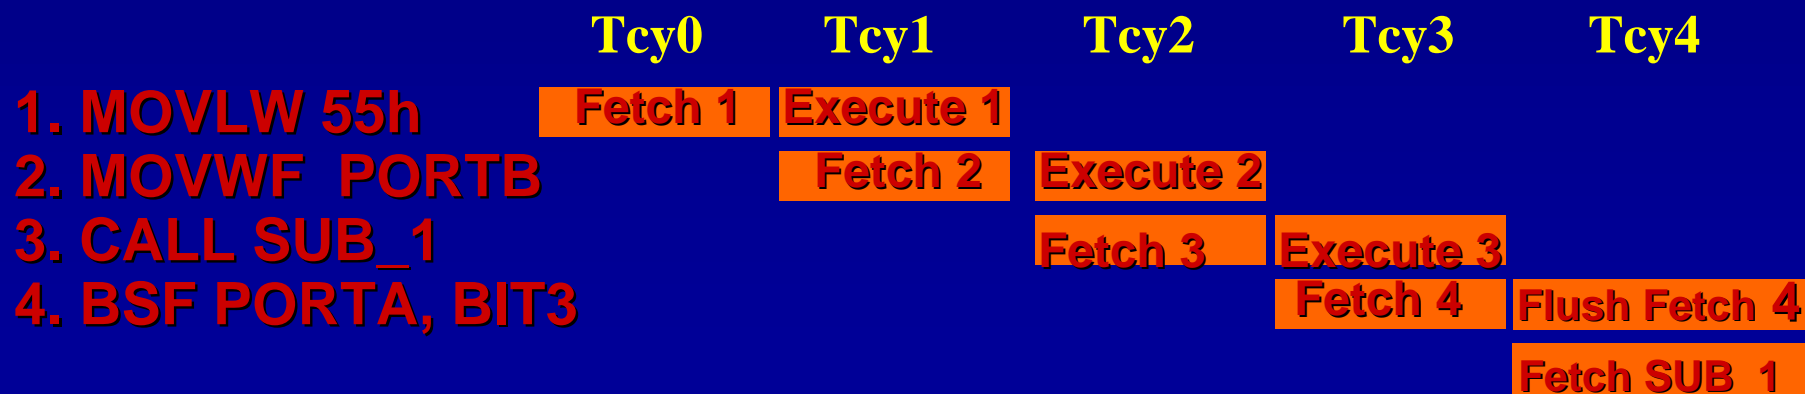 Tcy0 Tcy1 Tcy2 Tcy3 Tcy4
1. MOVLW 55h Fetch 1 Execute 1
2. MOVWF PORTB Fetch 2 Execute 2
3. CALL SUB_1 Fetch 3 Execute 3
4. BSF PORTA, BIT3 Fetch 4 Flush Fetch 4
Fetch SUB_1